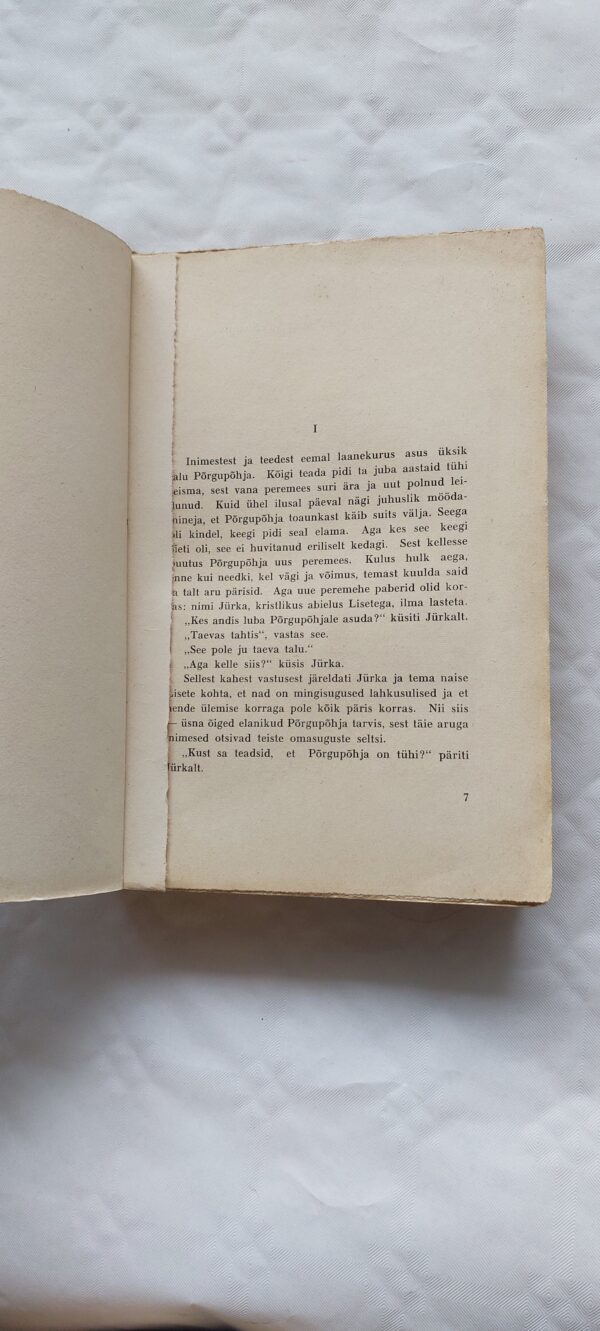 I
Inimestest ja teedest eemal laanekurus asus üksik
alu Põrgupõhja. Kõigi teada pidi ta juba aastaid tühi
eisma, sest vana peremees suri ära ja uut polnud lei-
unud. Kuid ühel ilusal päeval nägi juhuslik mööda-
mineja, et Põrgupõhja toaunkast käib suits välja. Seega
oli kindel, keegi pidi seal elama. Aga kes see keegi
õieti oli, see ei huvitanud eriliselt kedagi. Sest kellesse
puutus Põrgupõhja uus peremees. Kulus hulk aega,
enne kui needki, kel vägi ja võimus, temast kuulda said
a talt aru pärisid. Aga uue peremehe paberid olid kor-
as: nimi Jürka, kristlikus abielus Lisetega, ilma lasteta.
„Kes andis luba Põrgupõhjale asuda?“ küsiti Jürkalt.
„Taevas tahtis“, vastas see.
„See pole ju taeva talu.“
„Aga kelle siis?“ küsis Jürka.
Sellest kahest vastusest järeldati Jürka ja tema naise
Lisete kohta, et nad on mingisugused lahkusulised ja et
nende ülemise korraga pole kõik päris korras. Nii siis
— üsna õiged elanikud Põrgupõhja tarvis, sest täie aruga
inimesed otsivad teiste omasuguste seltsi.
„Kust sa teadsid, et Põrgupõhja on tühi?“ päriti
Jürkalt.
7